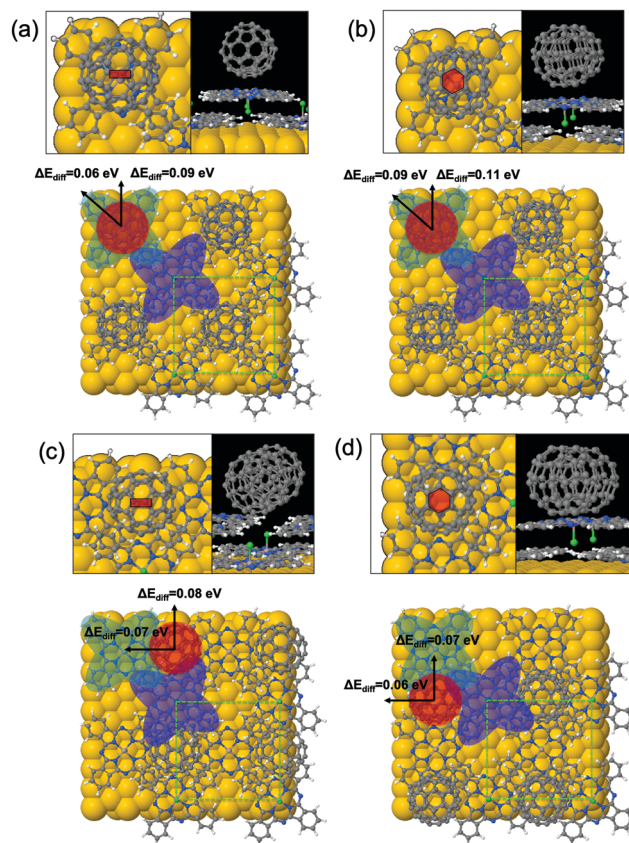 (a)
(b)
ΔEdiff=0.06 eV ΔEdiff=0.09 eV
ΔEdiff=0.09 eV ΔEdiff=0.11 eV
(c)
(d)
ΔEdiff=0.08 eV
ΔEdiff=0.07 eV
ΔEdiff=0.07 eV
ΔEdiff=0.06 eV